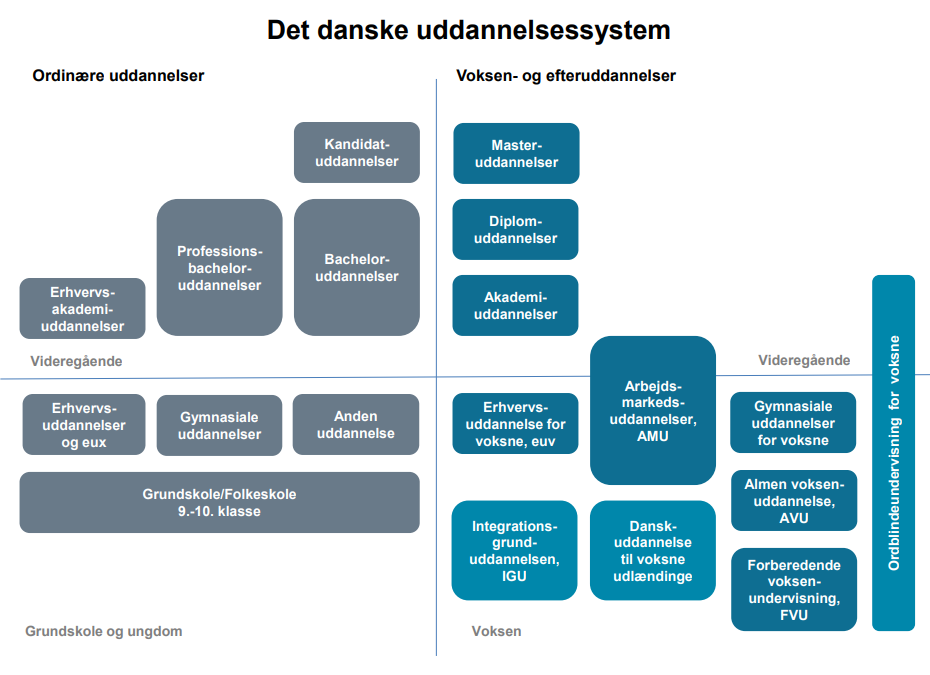 Det danske uddannelsessystem
Ordinære uddannelser
Voksen- og efteruddannelser
Kandidat-
uddannelser
Professions-
bachelor-
uddannelser
Bachelor-
uddannelser
Erhvervs-
akademi-
uddannelser
Videregående
Erhvervs-
uddannelser
og eux
Gymnasiale
uddannelser
Anden
uddannelse
Grundskole/Folkeskole
9.-10. klasse
Grundskole og ungdom
Master-
uddannelser
Diplom-
uddannelser
Akademi-
uddannelser
Videregående
Arbejds-
markeds-
uddannelser,
AMU
Erhvervs-
uddannelse for
voksne, euv
Gymnasiale
uddannelser
for voksne
Almen voksen-
uddannelse,
AVU
Integrations-
grund-
uddannelsen,
IGU
Dansk-
uddannelse
til voksne
udlændinge
Forberedende
voksen-
undervisning,
FVU
Ordblindeundervisning for voksne
Voksen